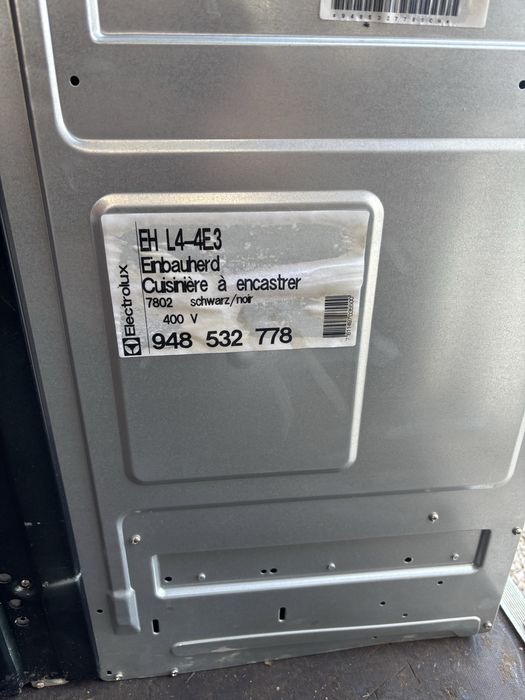 EH L4-4E3
Einbauherd
Cuisinière à encastrer
7802 schwarz/noir
400 V
948 532 778
Electrolux